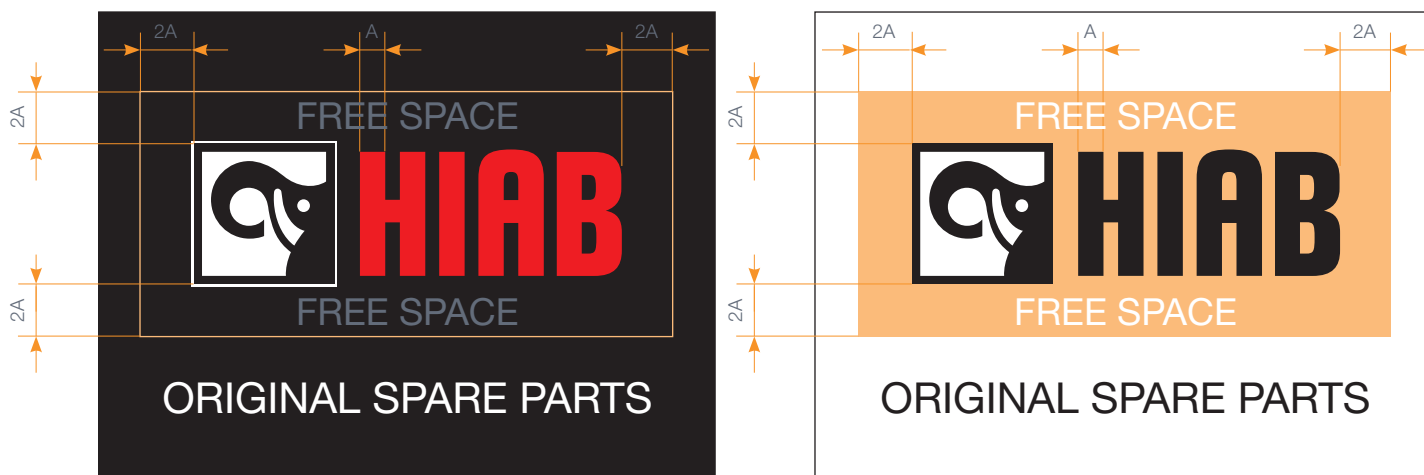 2A A 2A
2A
FREE SPACE
HIAB
2A
FREE SPACE
ORIGINAL SPARE PARTS
2A A 2A
2A
FREE SPACE
HIAB
2A
FREE SPACE
ORIGINAL SPARE PARTS